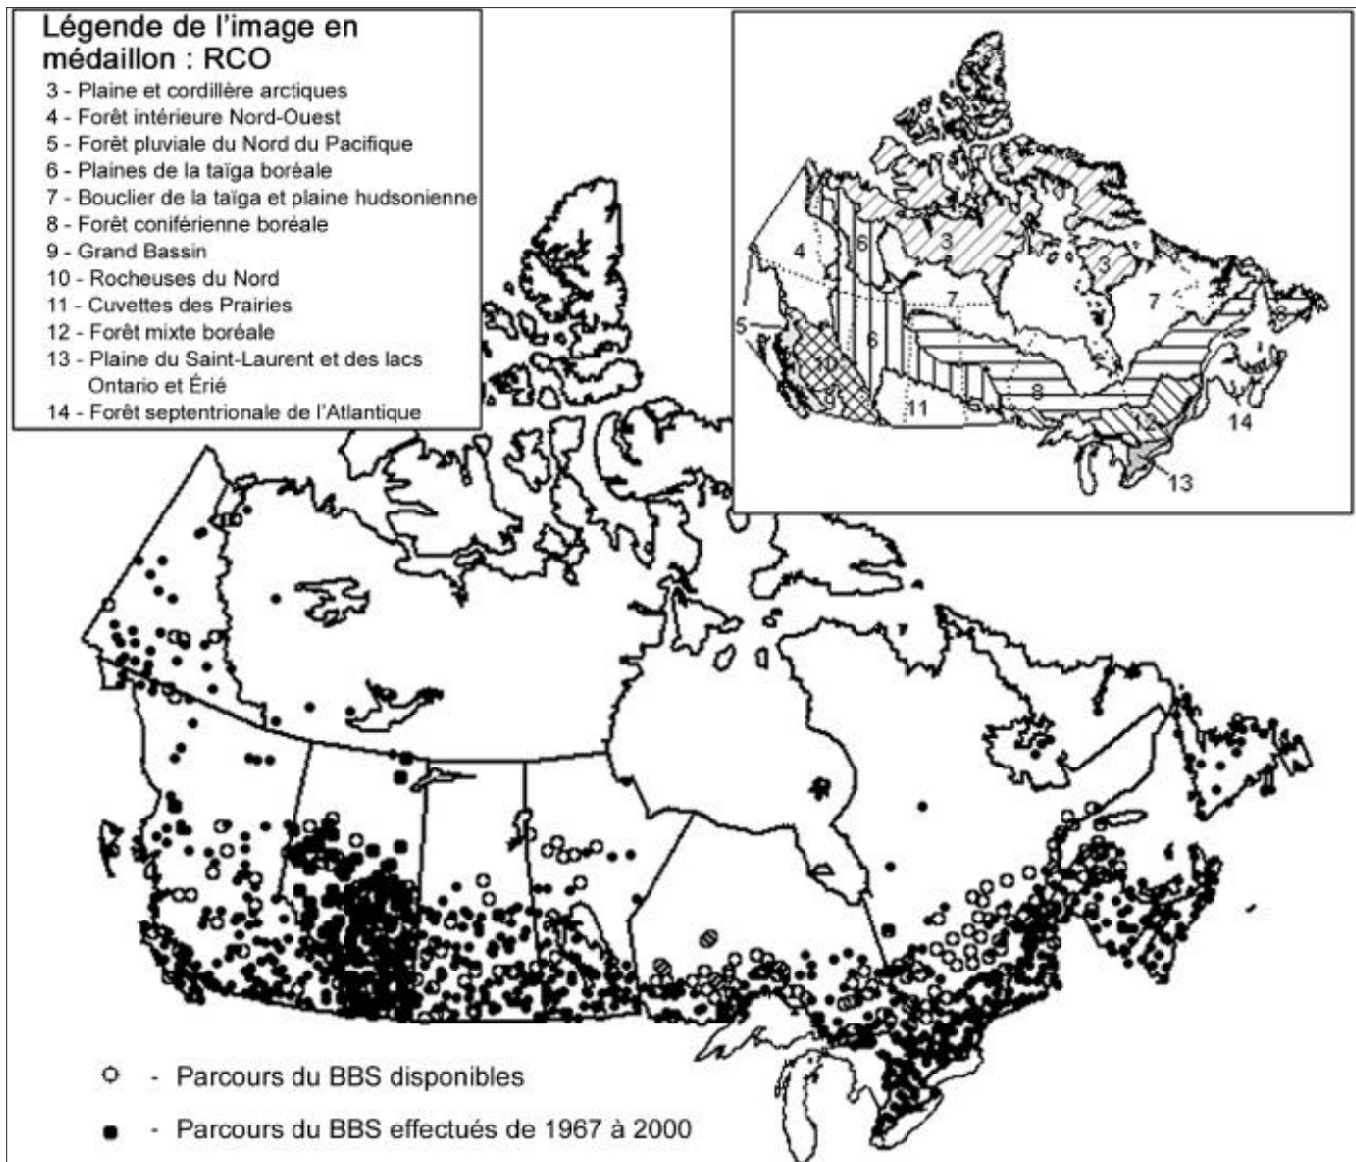 Légende de l'image en
médaillon : RCO
3 - Plaine et cordillère arctiques
4 - Forêt intérieure Nord-Ouest
5 - Forêt pluviale du Nord du Pacifique
6 - Plaines de la taïga boréale
7 - Bouclier de la taïga et plaine hudsonienne
8 - Forêt coniférienne boréale
9 - Grand Bassin
10 - Rocheuses du Nord
11 - Cuvettes des Prairies
12 - Forêt mixte boréale
13 - Plaine du Saint-Laurent et des lacs
Ontario et Érié
14 - Forêt septentrionale de l'Atlantique
4
6
3
3
7
7
8
5
6
10
9
11
8
12
14
13
- Parcours du BBS disponibles
- Parcours du BBS effectués de 1967 à 2000